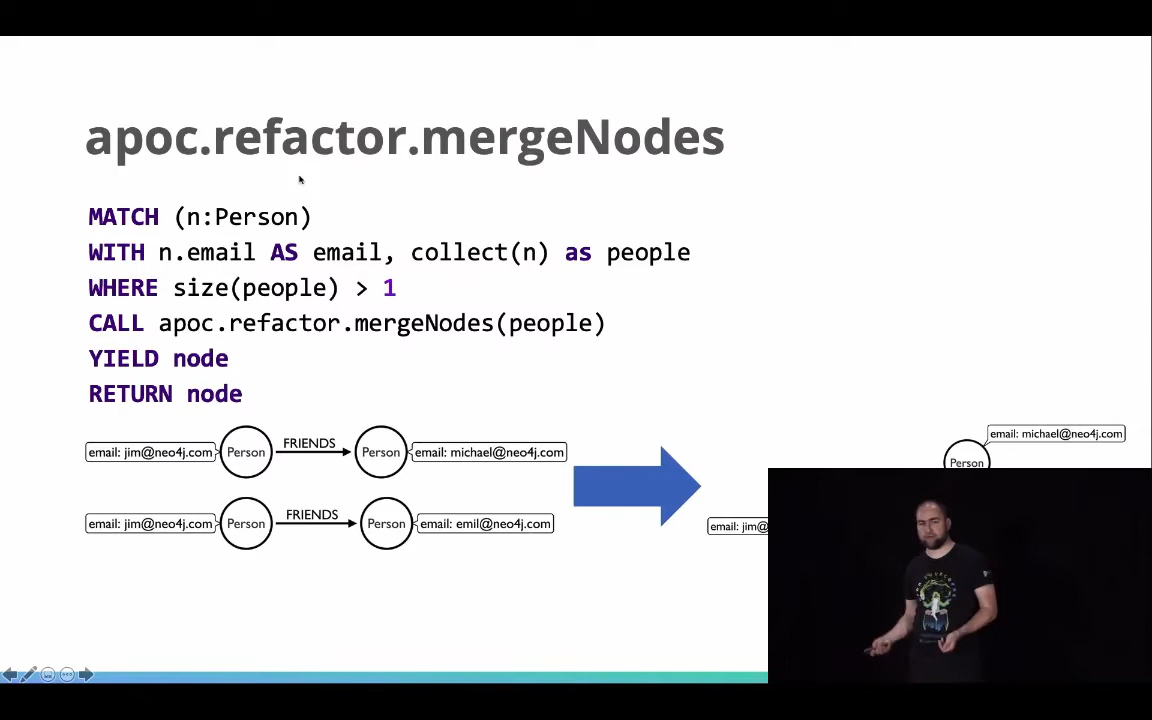 apoc.refactor.mergeNodes
MATCH (n:Person)
WITH n.email AS email, collect(n) as people
WHERE size(people) > 1
CALL apoc.refactor.mergeNodes(people)
YIELD node
RETURN node
email: jim@neo4j.com Person FRIENDS Person email: michael@neo4j.com
email: jim@neo4j.com Person FRIENDS Person email: emil@neo4j.com
email: michael@neo4j.com
Person
email: jim@